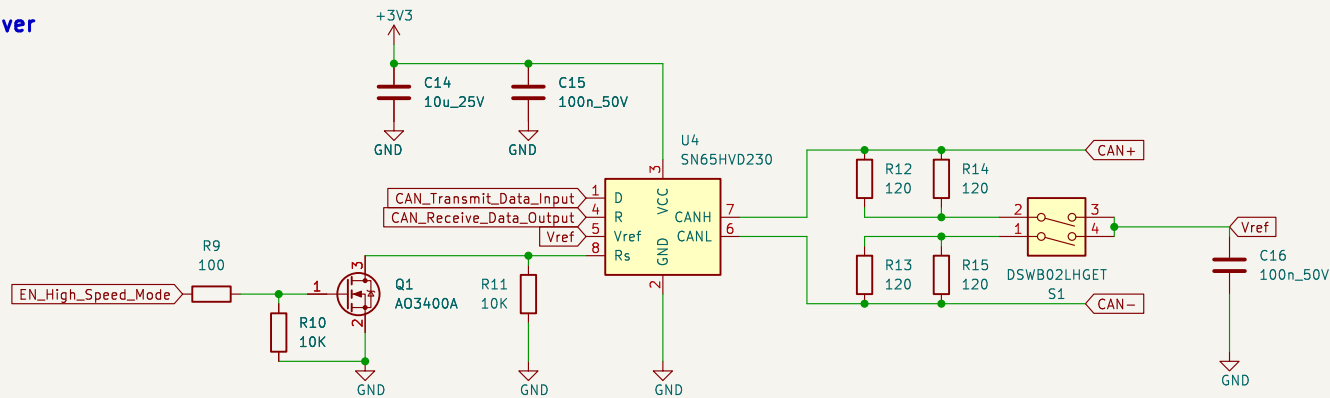 ver
+3V3
C14
10u_25V
C15
100n_50V
GND
GND
U4
SN65HVD230
3
VCC
CAN_Transmit_Data_Input
1
D
CAN_Receive_Data_Output
4
R
Vref
5
Vref
8
Rs
CANH
7
CANL
6
GND
2
GND
R9
100
EN_High_Speed_Mode
R10
10K
1
3
2
Q1
AO3400A
GND
R11
10K
GND
CAN+
R12
120
R14
120
2
3
1
4
DSWB02LHGET
S1
R13
120
R15
120
CAN-
Vref
C16
100n_50V
GND